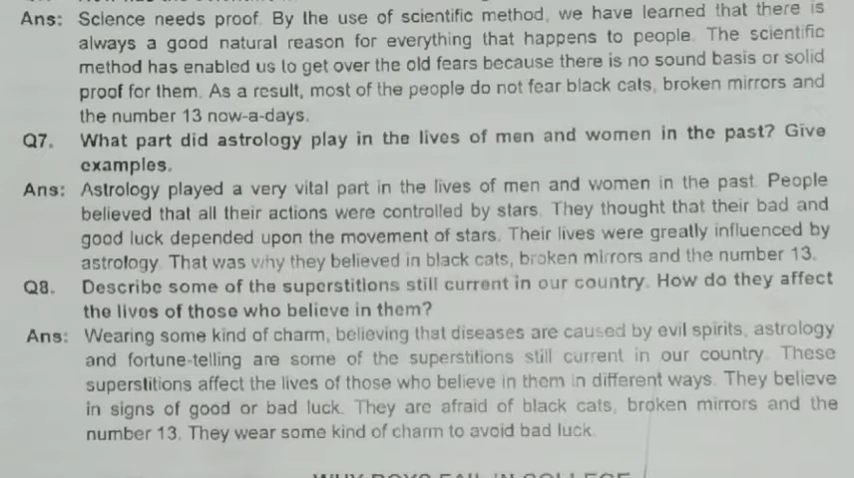 Ans: Science needs proof. By the use of scientific method, we have learned that there is
always a good natural reason for everything that happens to people. The scientific
method has enabled us to get over the old fears because there is no sound basis or solid
proof for them. As a result, most of the people do not fear black cats, broken mirrors and
the number 13 now-a-days.
Q7. What part did astrology play in the lives of men and women in the past? Give
examples.
Ans: Astrology played a very vital part in the lives of men and women in the past. People
believed that all their actions were controlled by stars. They thought that their bad and
good luck depended upon the movement of stars. Their lives were greatly influenced by
astrology. That was why they believed in black cats, broken mirrors and the number 13.
Q8. Describe some of the superstitions still current in our country. How do they affect
the lives of those who believe in them?
Ans: Wearing some kind of charm, believing that diseases are caused by evil spirits, astrology
and fortune-telling are some of the superstitions still current in our country. These
superstitions affect the lives of those who believe in them in different ways. They believe
in signs of good or bad luck. They are afraid of black cats, broken mirrors and the
number 13. They wear some kind of charm to avoid bad luck.
WHY BOYS FAIL IN COLLEGE